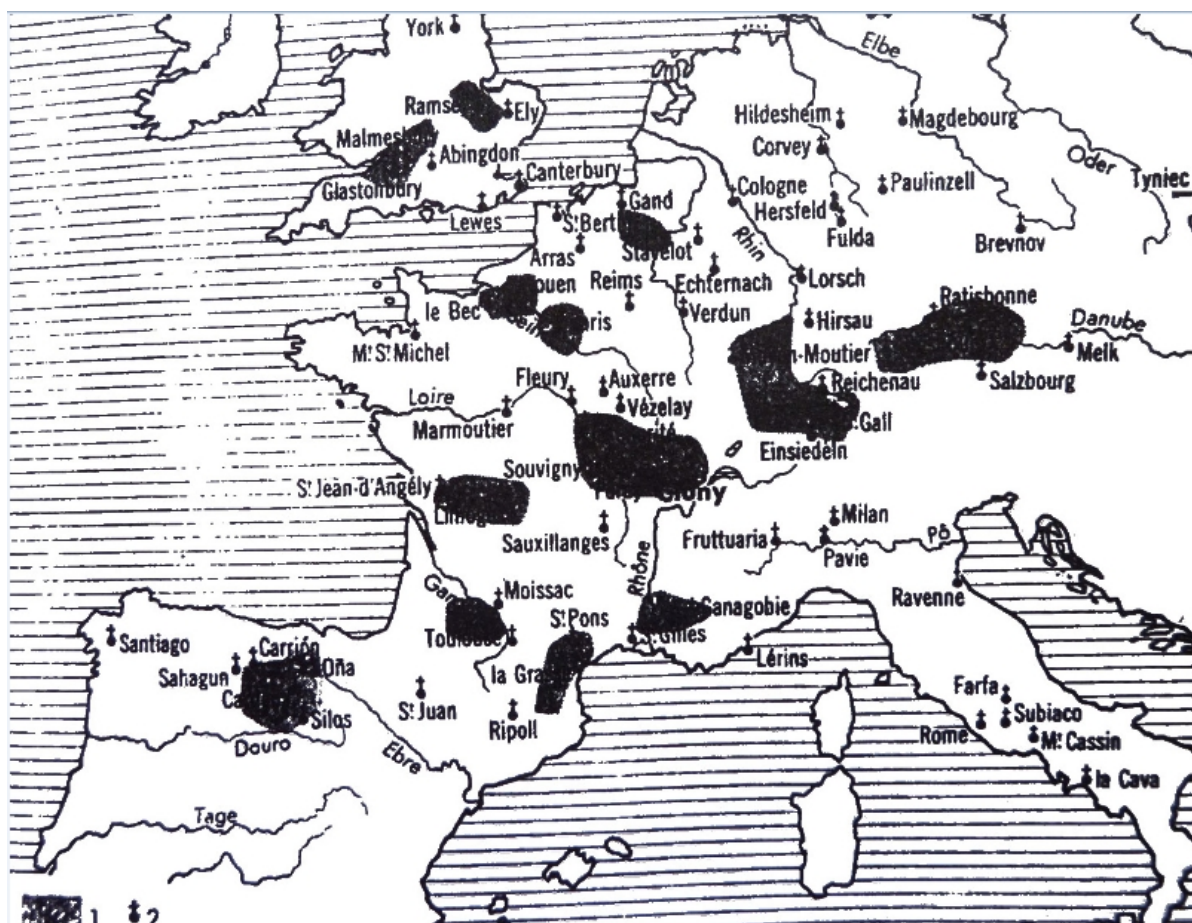 York
Elbe
Ely
Hildesheim
Magdebourg
Corvey
Oder
Abingdon
Canterbury
Glastonbury
Lewes
Cologne
Hersfeld
Paulinzell
Tyniec
Gand
Fulda
Brevnov
Rhin
Stavelot
Arras
Reims
Echternach
Lorsch
le Bec
Verdun
Hirsau
Ratisbonne
Danube
Mt St Michel
Melk
Reichenau
Salzbourg
Fleury
Auxerre
Loire
Vézelay
Marmoutier
Einsiedeln
Souvigny
St Jean-d'Angély
Cluny
Sauxillanges
Milan
Fruttuaria
Pavie
Pô
Rhône
Moissac
Ganagobie
Ravenne
St Pons
Toulouse
St Gilles
Lérins
Santiago
Carrión
Oña
Sahagun
Silos
St Juan
Ripoll
Farfa
Subiaco
Rome
Mt Cassin
la Cava
Douro
Ebre
Tage
1
2